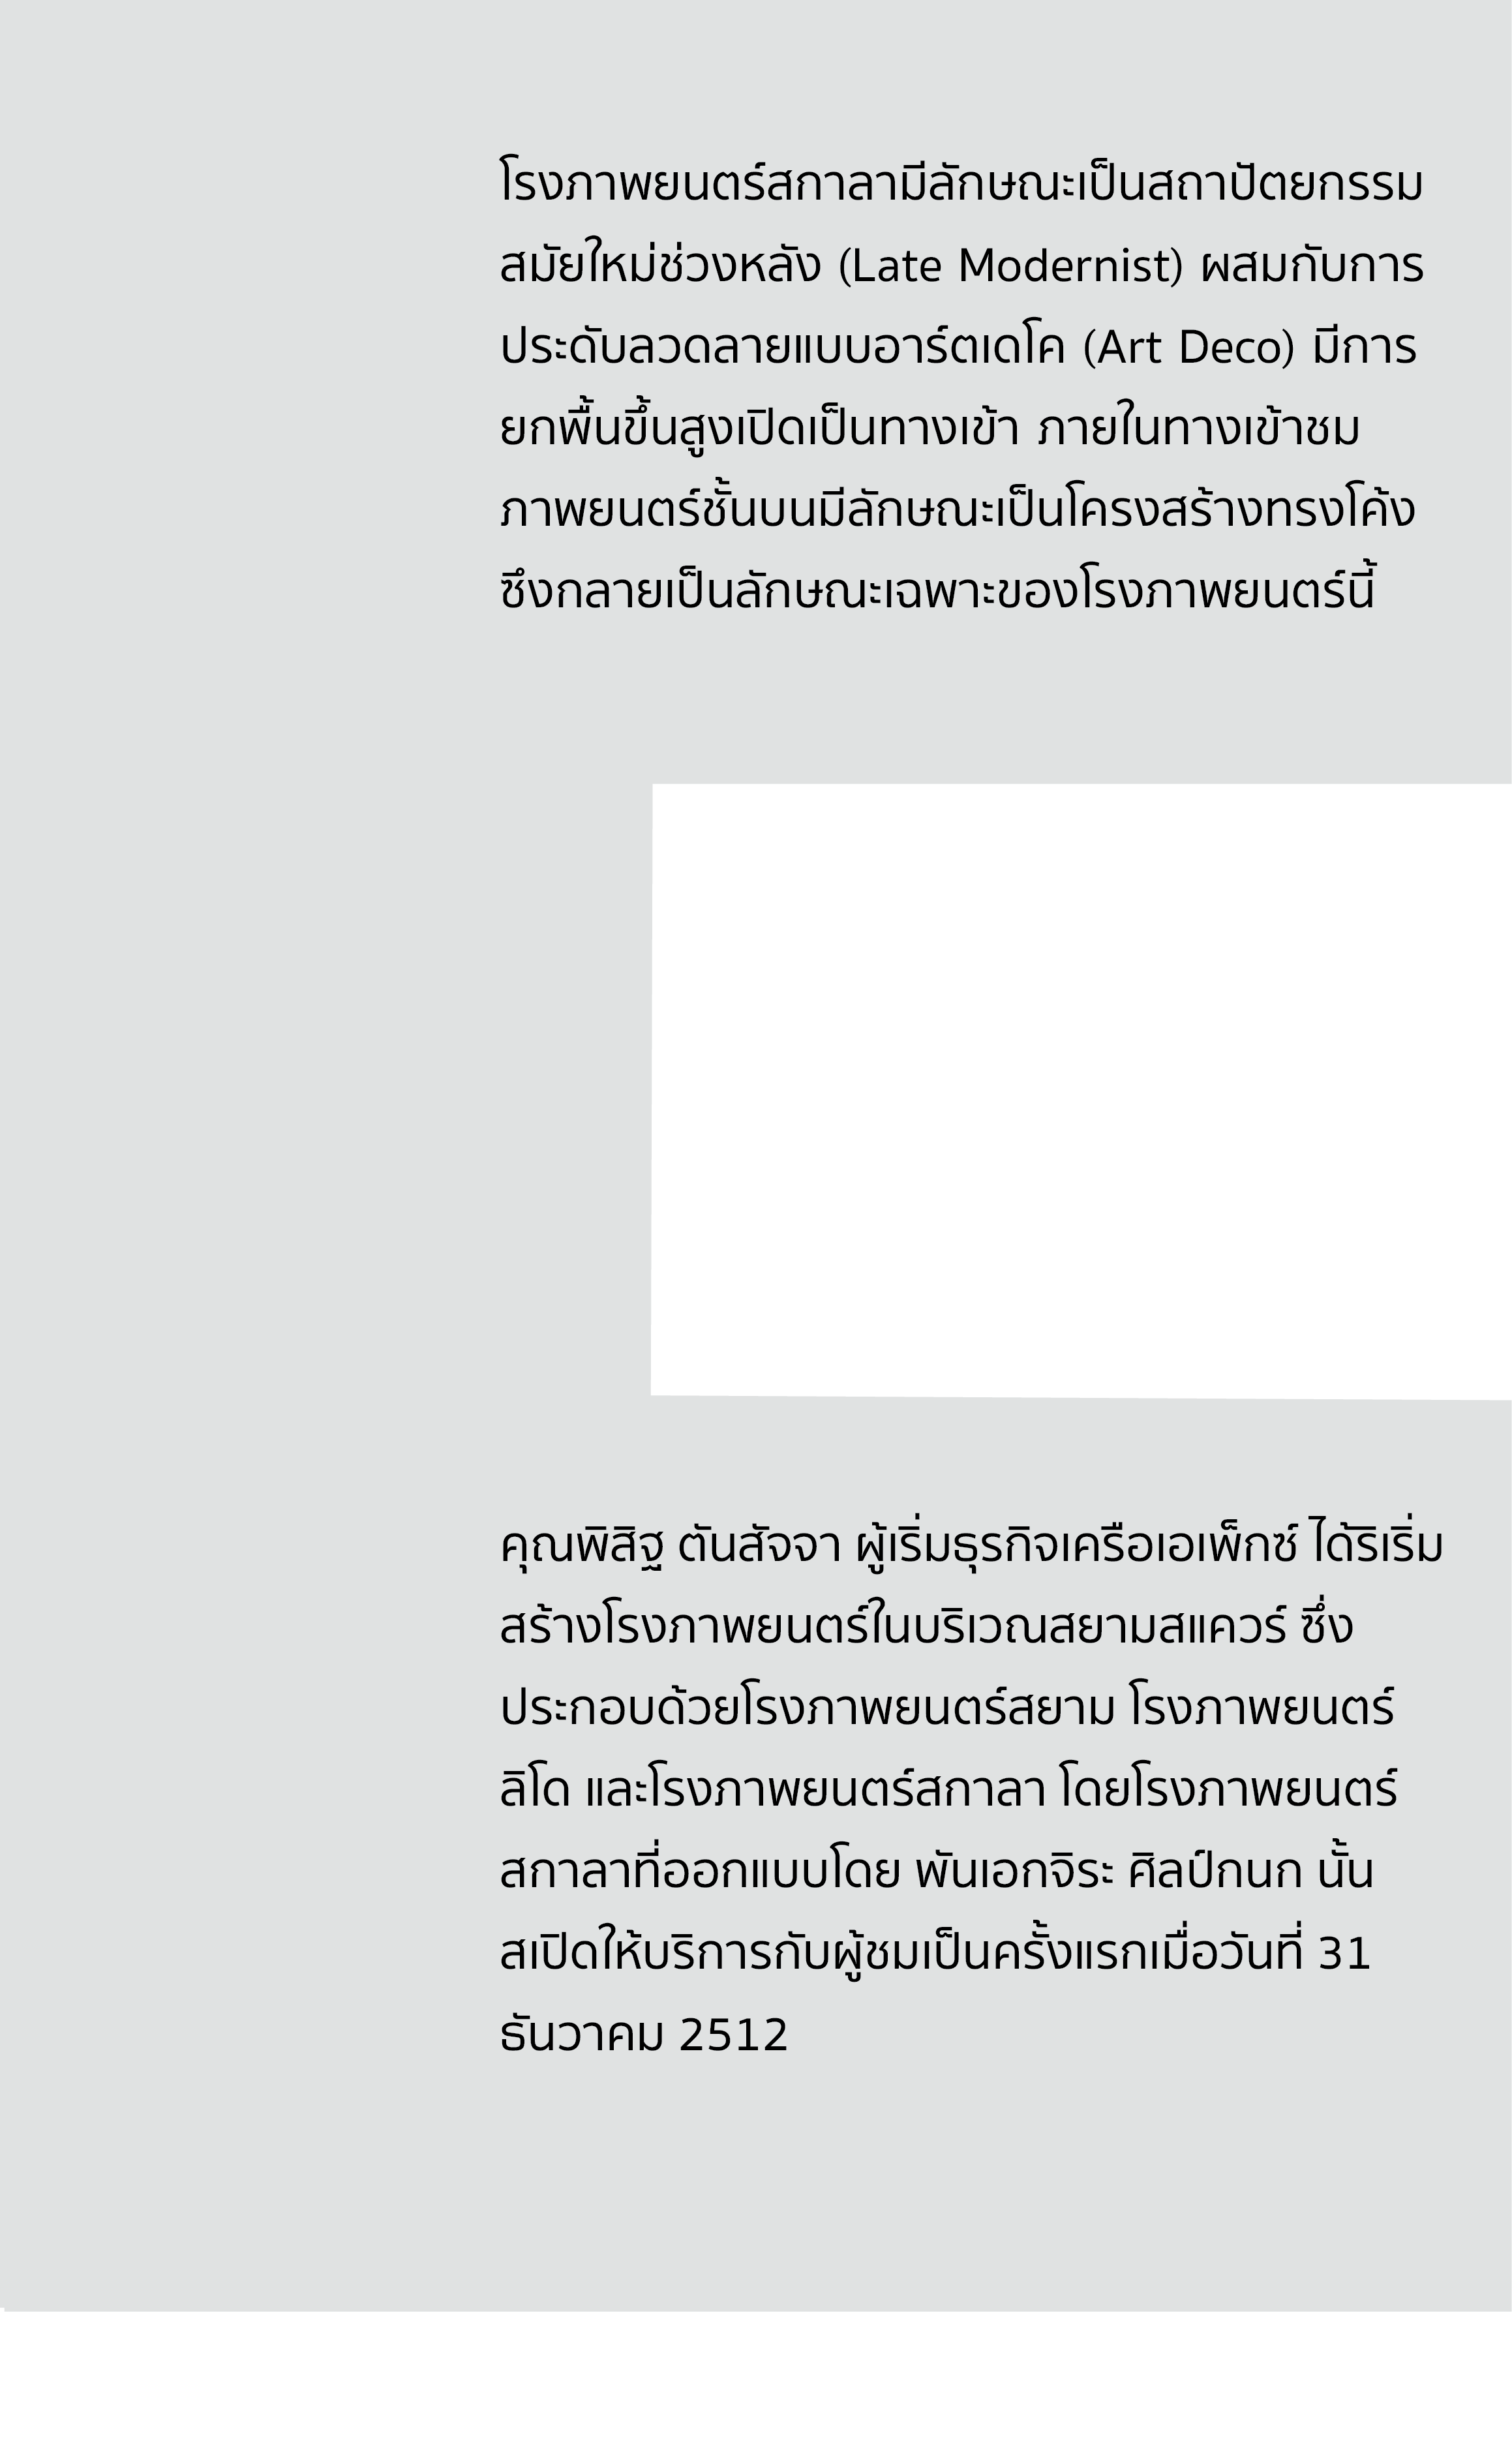 โรงภาพยนตร์สกาลามีลักษณะเป็นสถาปัตยกรรม
สมัยใหม่ช่วงหลัง (Late Modernist) ผสมกับการ
ประดับลวดลายแบบอาร์ตเดโค (Art Deco) มีการ
ยกพื้นขึ้นสูงเปิดเป็นทางเข้า ภายในทางเข้าชม
ภาพยนตร์ชั้นบนมีลักษณะเป็นโครงสร้างทรงโค้ง
ซึงกลายเป็นลักษณะเฉพาะของโรงภาพยนตร์นี้
คุณพิสิฐ ตันสัจจา ผู้เริ่มธุรกิจเครือเอเพ็กซ์ ได้ริเริ่ม
สร้างโรงภาพยนตร์ในบริเวณสยามสแควร์ ซึ่ง
ประกอบด้วยโรงภาพยนตร์สยาม โรงภาพยนตร์
ลิโด และโรงภาพยนตร์สกาลา โดยโรงภาพยนตร์
สกาลาที่ออกแบบโดย พันเอกจิระ ศิลป์กนก นั้น
สเปิดให้บริการกับผู้ชมเป็นครั้งแรกเมื่อวันที่ 31
ธันวาคม 2512